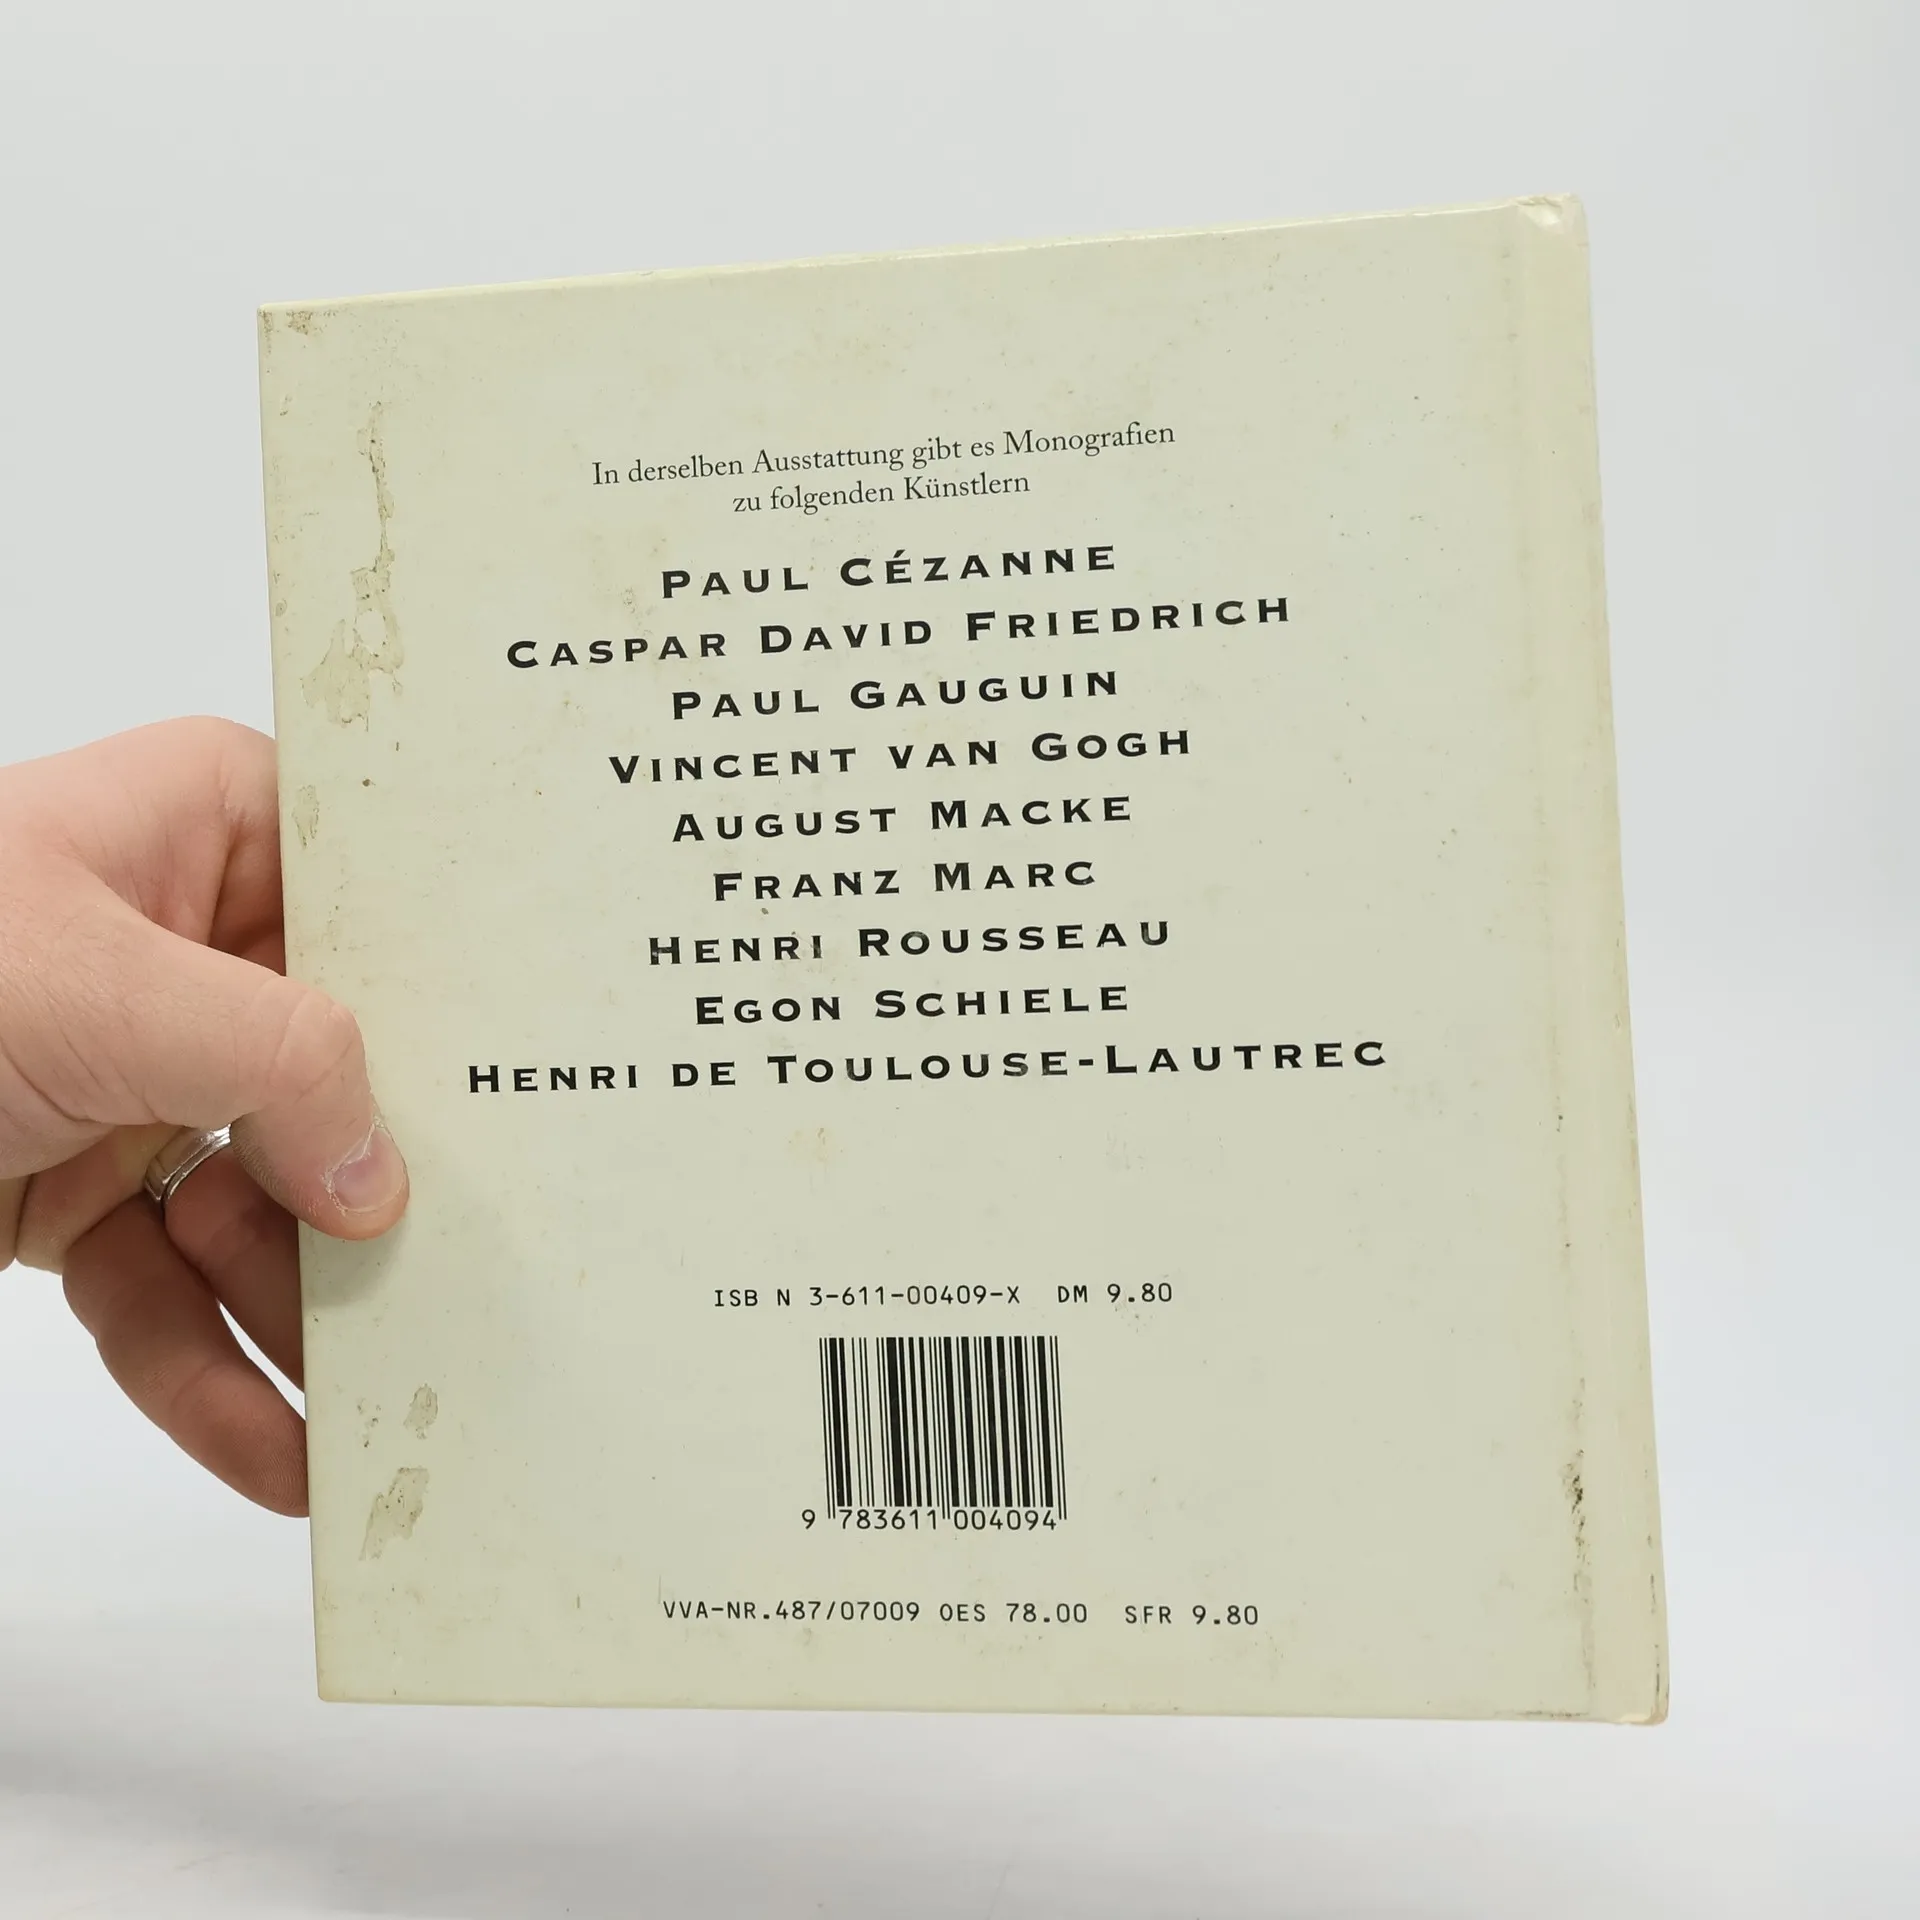 In derselben Ausstattung gibt es Monografien
zu folgenden Künstlern
PAUL CÉZANNE
CASPAR DAVID FRIEDRICH
PAUL GAUGUIN
VINCENT VAN GOGH
AUGUST MACKE
FRANZ MARC
HENRI ROUSSEAU
EGON SCHIELE
HENRI DE TOULOUSE-LAUTREC
ISB N 3-611-00409-X DM 9.80
9 783611 004094
VVA-NR.487/07009 OES 78.00 SFR 9.80